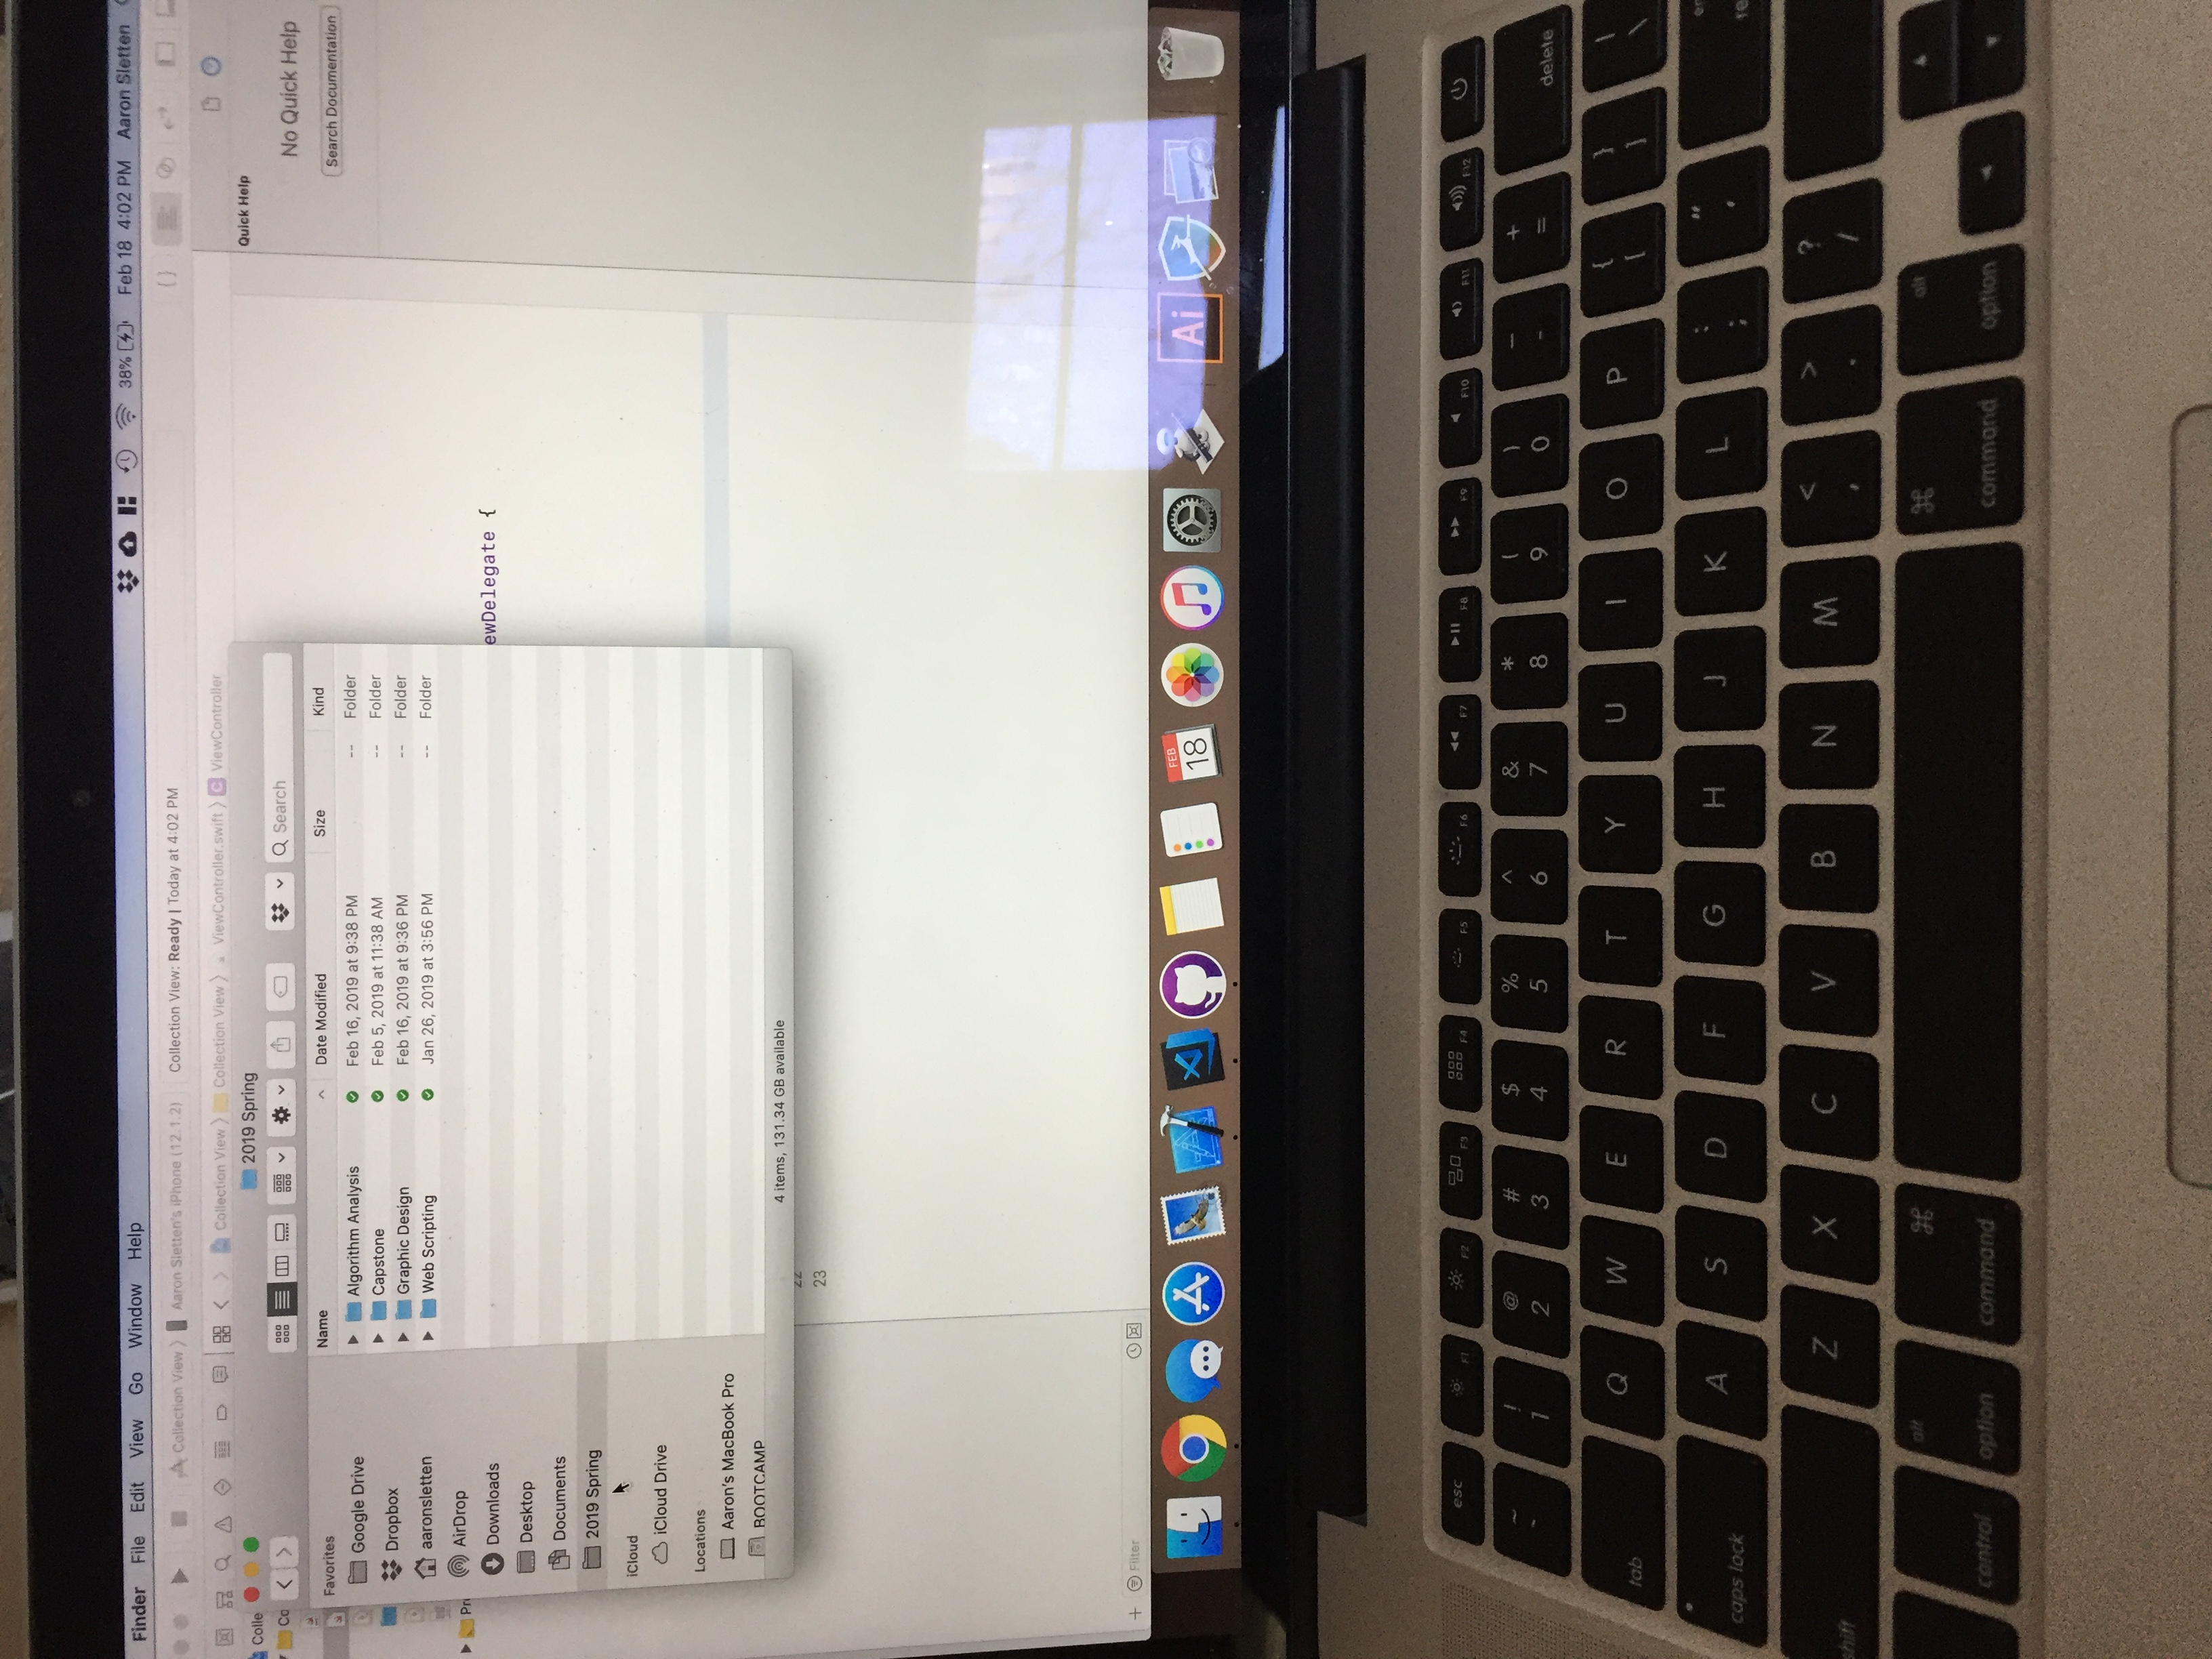 Finder File Edit View Go Window Help 38% Feb 18 4:02 PM Aaron Sletten
Collection View 〉 Aaron Sletten's iPhone (12.1.2) Collection View: Ready | Today at 4:02 PM { }
Collection View 〉 Collection View 〉 ViewController.swift 〉 C ViewController
Colle
Co
Pr
2019 Spring
Search
Quick Help
No Quick Help
Search Documentation
Favorites
Google Drive
Dropbox
aaronsletten
AirDrop
Downloads
Desktop
Documents
2019 Spring
iCloud
iCloud Drive
Locations
Aaron's MacBook Pro
BOOTCAMP
Name Date Modified Size Kind
Algorithm Analysis Feb 16, 2019 at 9:38 PM -- Folder
Capstone Feb 5, 2019 at 11:38 AM -- Folder
Graphic Design Feb 16, 2019 at 9:36 PM -- Folder
Web Scripting Jan 26, 2019 at 3:56 PM -- Folder
4 items, 131.34 GB available
ewDelegate {
22
23
Filter
FEB
18
Ai
esc F1 F2 F3 F4 F5 F6 F7 F8 F9 F10 F11 F12
~ ! @ # $ % ^ & * ( ) — +
` 1 2 3 4 5 6 7 8 9 0 - = delete
tab Q W E R T Y U I O P { [ } ] | \
caps lock A S D F G H J K L : ; " ' en re
shift Z X C V B N M < , > . ? /
alt ⌘ ⌘ alt
control option command command option